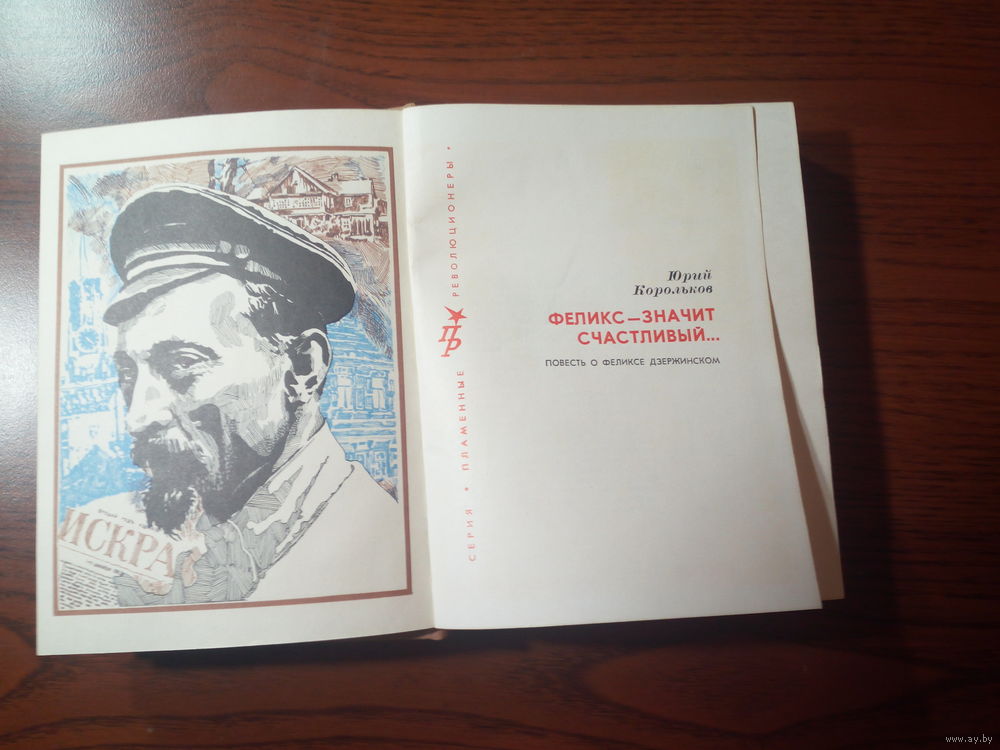 ИСКРА
СЕРИЯ * ПЛАМЕННЫЕ РЕВОЛЮЦИОНЕРЫ *
ПР
Юрий
Корольков
ФЕЛИКС—ЗНАЧИТ
СЧАСТЛИВЫЙ...
ПОВЕСТЬ О ФЕЛИКСЕ ДЗЕРЖИНСКОМ
www.ay.by